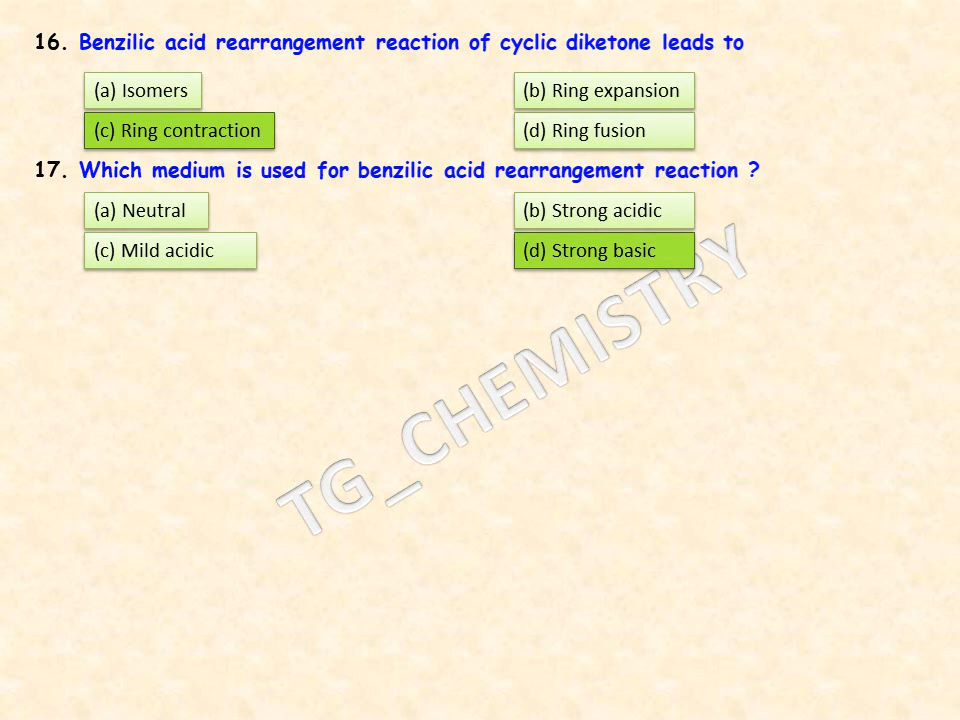 16. Benzilic acid rearrangement reaction of cyclic diketone leads to
(a) Isomers
(b) Ring expansion
(c) Ring contraction
(d) Ring fusion
17. Which medium is used for benzilic acid rearrangement reaction ?
(a) Neutral
(b) Strong acidic
(c) Mild acidic
(d) Strong basic
TG_CHEMISTRY